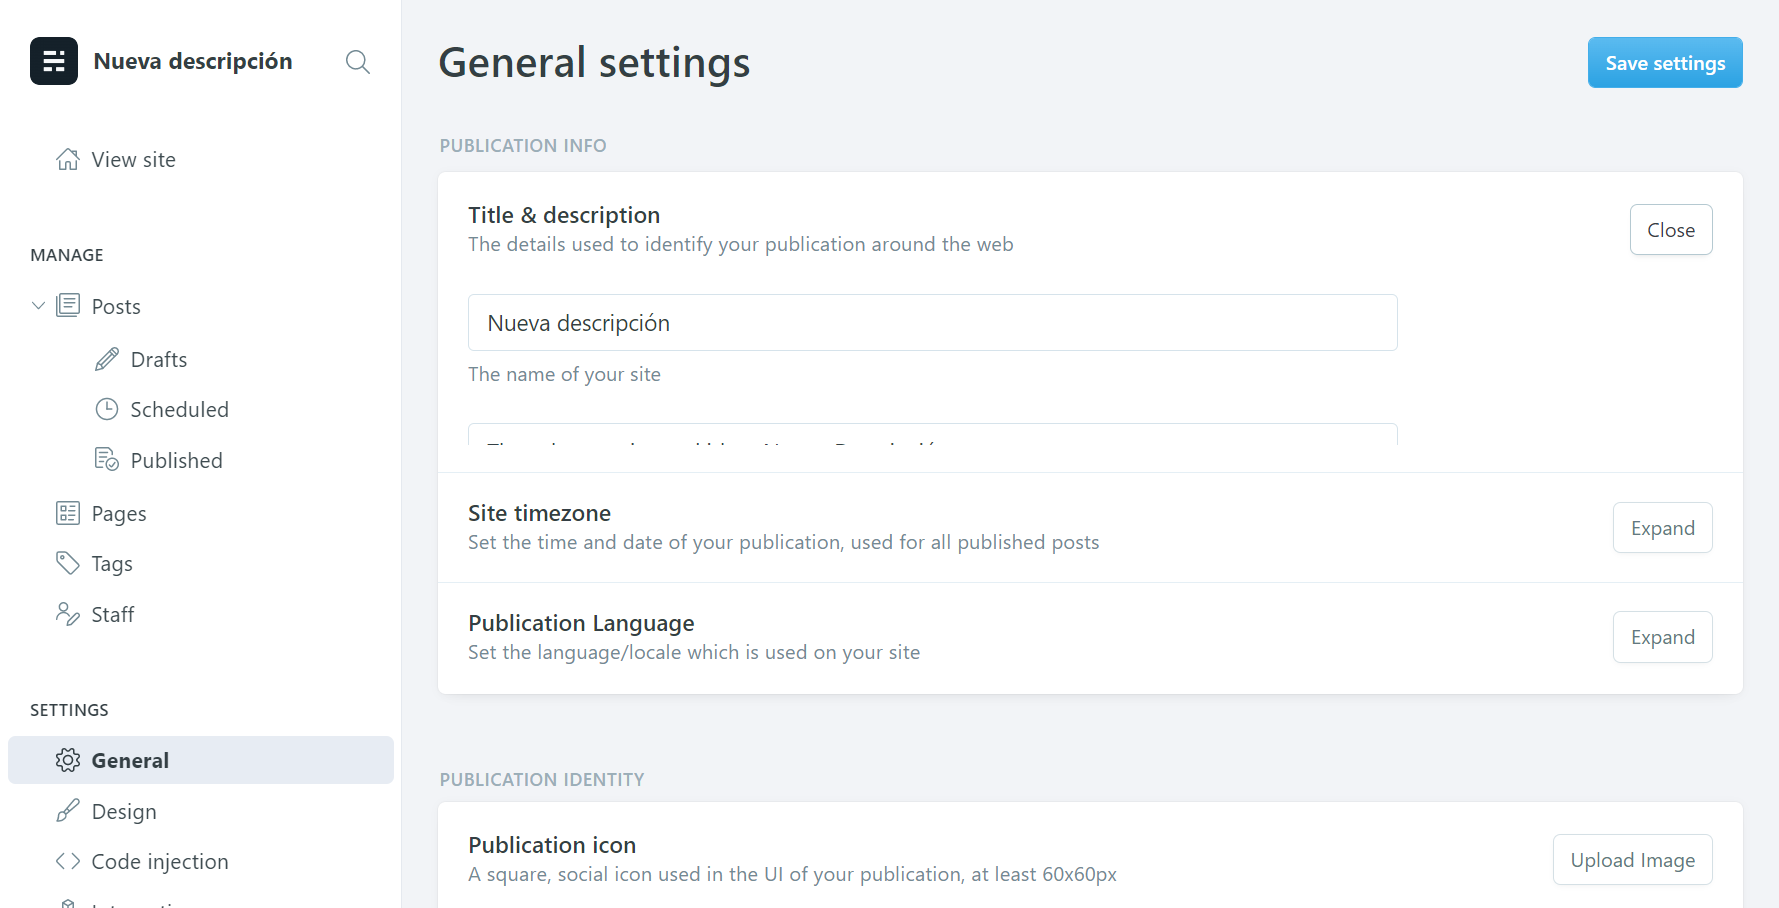 Nueva descripción
View site
MANAGE
Posts
Drafts
Scheduled
Published
Pages
Tags
Staff
SETTINGS
General
Design
Code injection
General settings
Save settings
PUBLICATION INFO
Title & description
The details used to identify your publication around the web
Close
Nueva descripción
The name of your site
Site timezone
Set the time and date of your publication, used for all published posts
Expand
Publication Language
Set the language/locale which is used on your site
Expand
PUBLICATION IDENTITY
Publication icon
A square, social icon used in the UI of your publication, at least 60x60px
Upload Image